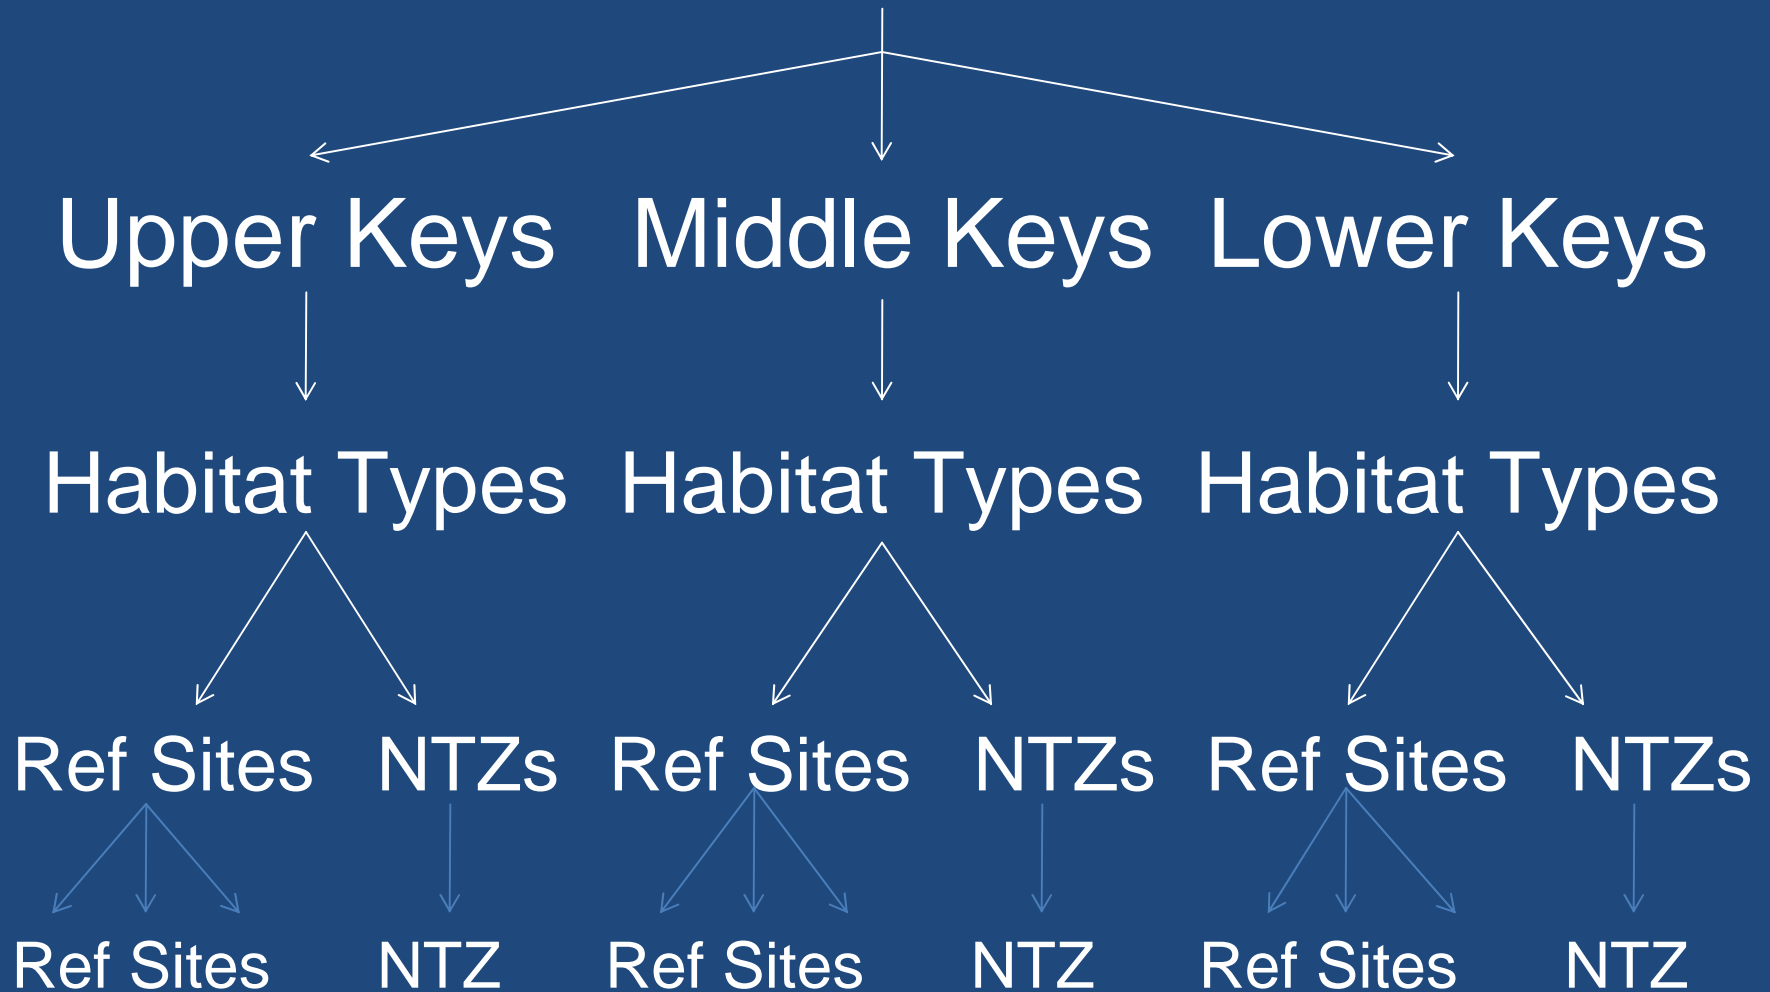 Upper Keys Middle Keys Lower Keys
Habitat Types Habitat Types Habitat Types
Ref Sites NTZs Ref Sites NTZs Ref Sites NTZs
Ref Sites NTZ Ref Sites NTZ Ref Sites NTZ